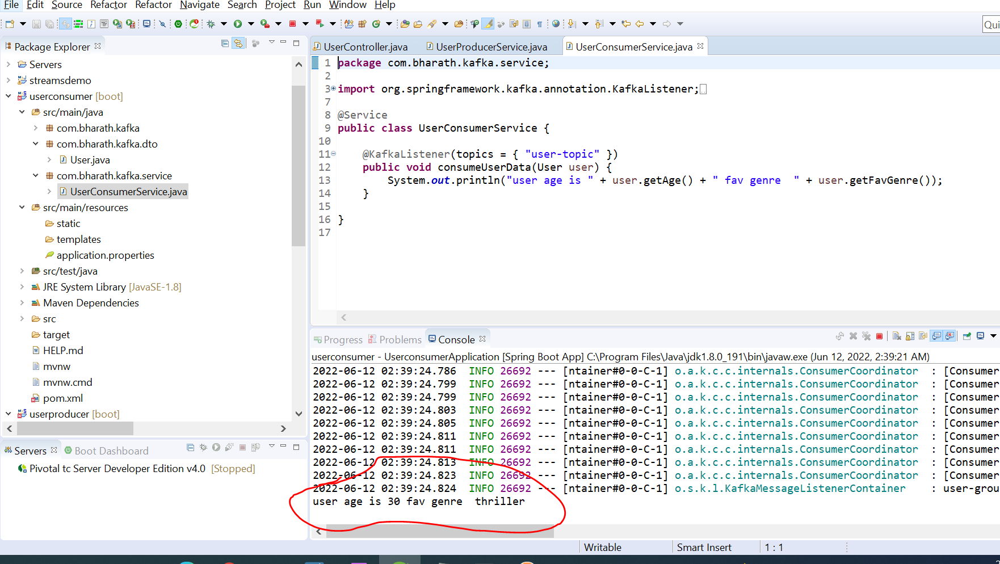 File Edit Source Refactor Refactor Navigate Search Project Run Window Help
Qui
Package Explorer
Servers
streamsdemo
userconsumer [boot]
src/main/java
com.bharath.kafka
com.bharath.kafka.dto
User.java
com.bharath.kafka.service
UserConsumerService.java
src/main/resources
static
templates
application.properties
src/test/java
JRE System Library [JavaSE-1.8]
Maven Dependencies
src
target
HELP.md
mvnw
mvnw.cmd
pom.xml
userproducer [boot]
Servers Boot Dashboard
Pivotal tc Server Developer Edition v4.0 [Stopped]
UserController.java UserProducerService.java UserConsumerService.java
1 package com.bharath.kafka.service;
2
3 import org.springframework.kafka.annotation.KafkaListener;
7
8 @Service
9 public class UserConsumerService {
10
11 @KafkaListener(topics = { "user-topic" })
12 public void consumeUserData(User user) {
13 System.out.println("user age is " + user.getAge() + " fav genre  " + user.getFavGenre());
14 }
15
16 }
17
Progress Problems Console
userconsumer - UserconsumerApplication [Spring Boot App] C:\Program Files\Java\jdk1.8.0_191\bin\javaw.exe (Jun 12, 2022, 2:39:21 AM)
2022-06-12 02:39:24.786  INFO 26692 --- [ntainer#0-0-C-1] o.a.k.c.c.internals.ConsumerCoordinator  : [Consumer
2022-06-12 02:39:24.799  INFO 26692 --- [ntainer#0-0-C-1] o.a.k.c.c.internals.ConsumerCoordinator  : [Consumer
2022-06-12 02:39:24.799  INFO 26692 --- [ntainer#0-0-C-1] o.a.k.c.c.internals.ConsumerCoordinator  : [Consumer
2022-06-12 02:39:24.803  INFO 26692 --- [ntainer#0-0-C-1] o.a.k.c.c.internals.ConsumerCoordinator  : [Consumer
2022-06-12 02:39:24.805  INFO 26692 --- [ntainer#0-0-C-1] o.a.k.c.c.internals.ConsumerCoordinator  : [Consumer
2022-06-12 02:39:24.811  INFO 26692 --- [ntainer#0-0-C-1] o.a.k.c.c.internals.ConsumerCoordinator  : [Consumer
2022-06-12 02:39:24.811  INFO 26692 --- [ntainer#0-0-C-1] o.a.k.c.c.internals.ConsumerCoordinator  : [Consumer
2022-06-12 02:39:24.813  INFO 26692 --- [ntainer#0-0-C-1] o.a.k.c.c.internals.ConsumerCoordinator  : [Consumer
2022-06-12 02:39:24.823  INFO 26692 --- [ntainer#0-0-C-1] o.a.k.c.c.internals.ConsumerCoordinator  : [Consumer
2022-06-12 02:39:24.824  INFO 26692 --- [ntainer#0-0-C-1] o.s.k.l.KafkaMessageListenerContainer    : user-grou
user age is 30 fav genre  thriller
Writable Smart Insert 1 : 1